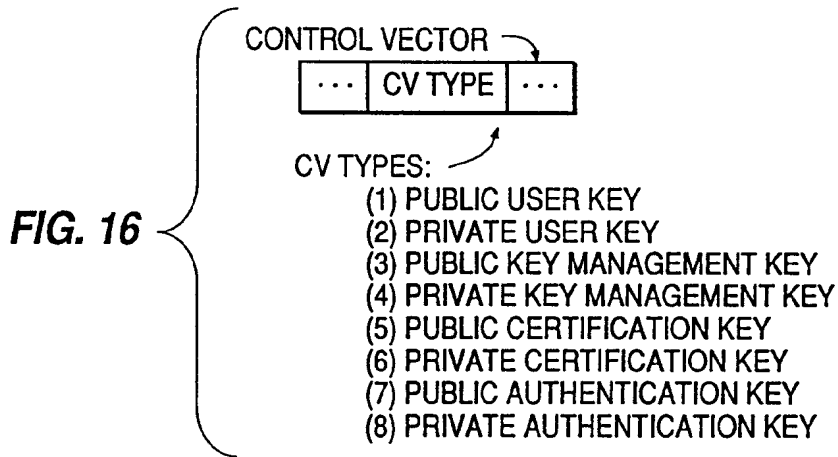 CONTROL VECTOR
··· CV TYPE ···
CV TYPES:
(1) PUBLIC USER KEY
(2) PRIVATE USER KEY
(3) PUBLIC KEY MANAGEMENT KEY
(4) PRIVATE KEY MANAGEMENT KEY
(5) PUBLIC CERTIFICATION KEY
(6) PRIVATE CERTIFICATION KEY
(7) PUBLIC AUTHENTICATION KEY
(8) PRIVATE AUTHENTICATION KEY
FIG. 16